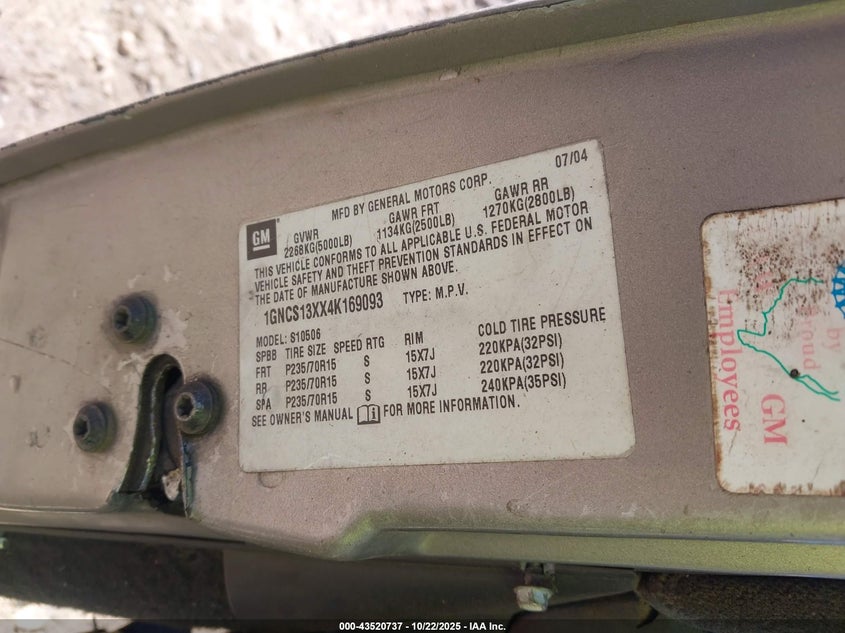 07/04
MFD BY GENERAL MOTORS CORP.
GM
GVWR GAWR FRT GAWR RR
2268KG(5000LB) 1134KG(2500LB) 1270KG(2800LB)
THIS VEHICLE CONFORMS TO ALL APPLICABLE U.S. FEDERAL MOTOR
VEHICLE SAFETY AND THEFT PREVENTION STANDARDS IN EFFECT ON
THE DATE OF MANUFACTURE SHOWN ABOVE.
1GNCS13XX4K169093 TYPE: M.P.V.
MODEL: S10506
SPBB TIRE SIZE SPEED RTG RIM COLD TIRE PRESSURE
FRT P235/70R15 S 15X7J 220KPA(32PSI)
RR P235/70R15 S 15X7J 220KPA(32PSI)
SPA P235/70R15 S 15X7J 240KPA(35PSI)
SEE OWNER'S MANUAL FOR MORE INFORMATION.
Proud
GM
Employees
000-43520737 - 10/22/2025 - IAA Inc.